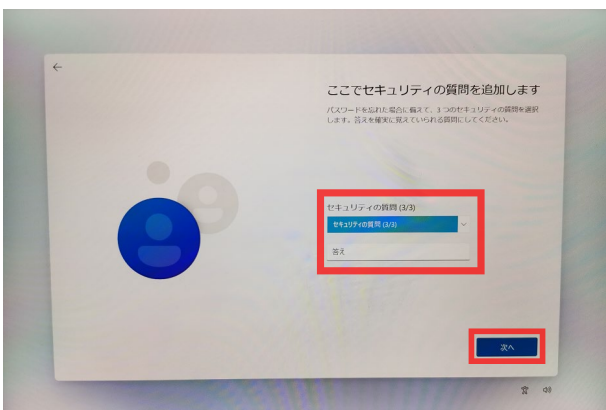 ここでセキュリティの質問を追加します
パスワードを忘れた場合に備えて、3 つのセキュリティの質問を選択
します。答えを確実に覚えていられる質問にしてください。
セキュリティの質問 (3/3)
セキュリティの質問 (3/3)
答え
次へ